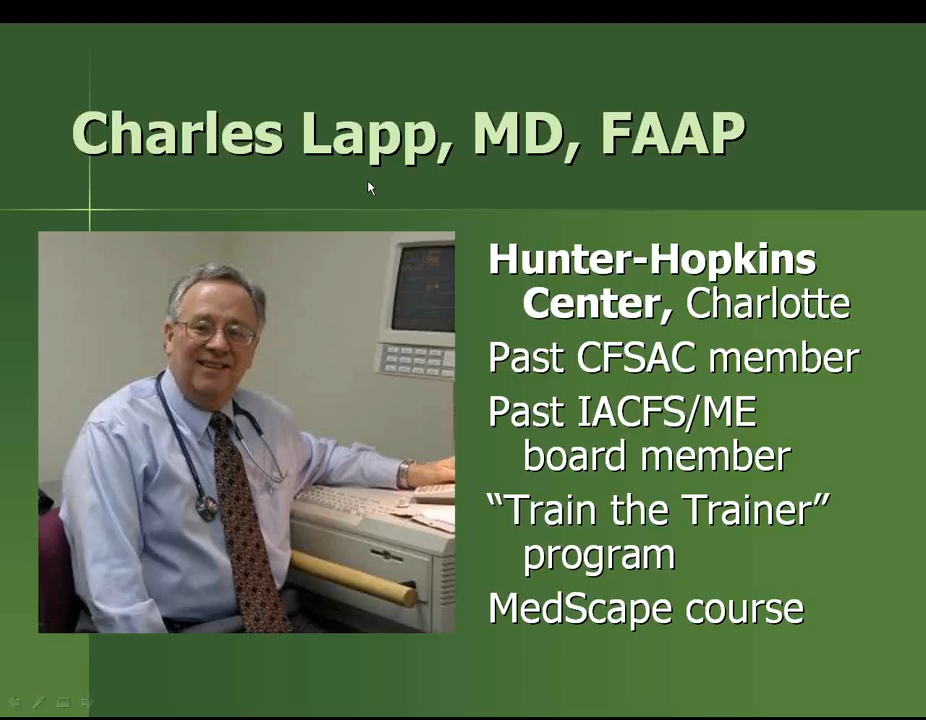 Charles Lapp, MD, FAAP
Hunter-Hopkins
Center, Charlotte
Past CFSAC member
Past IACFS/ME
board member
“Train the Trainer”
program
MedScape course